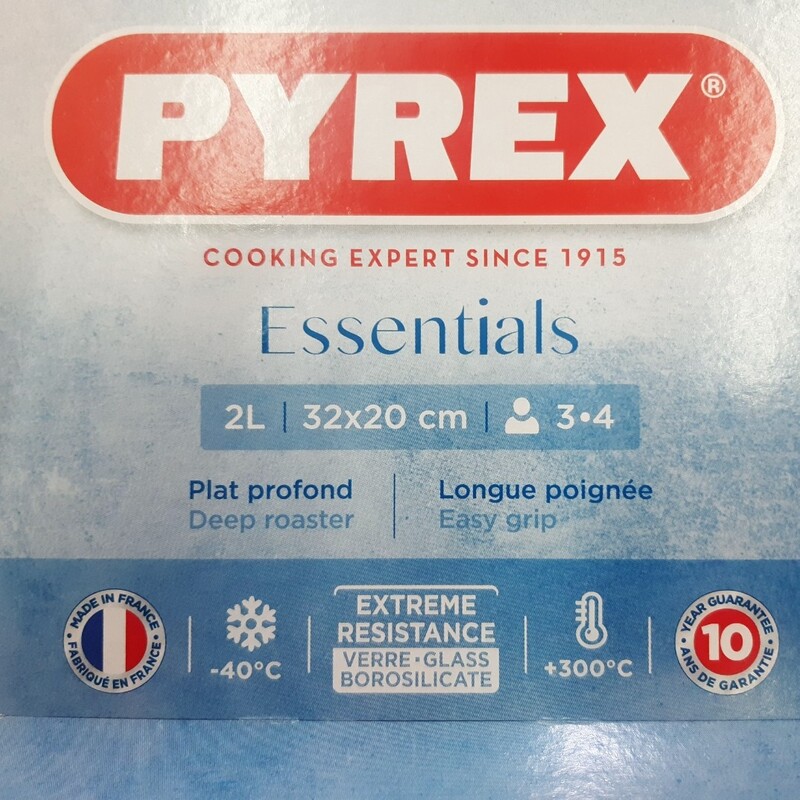 PYREX®
COOKING EXPERT SINCE 1915
Essentials
2L | 32x20 cm | 3•4
Plat profond
Deep roaster
Longue poignée
Easy grip
• MADE IN FRANCE •
FABRIQUÉ EN FRANCE
-40°C
EXTREME
RESISTANCE
VERRE•GLASS
BOROSILICATE
+300°C
• YEAR GUARANTEE •
10
ANS DE GARANTIE